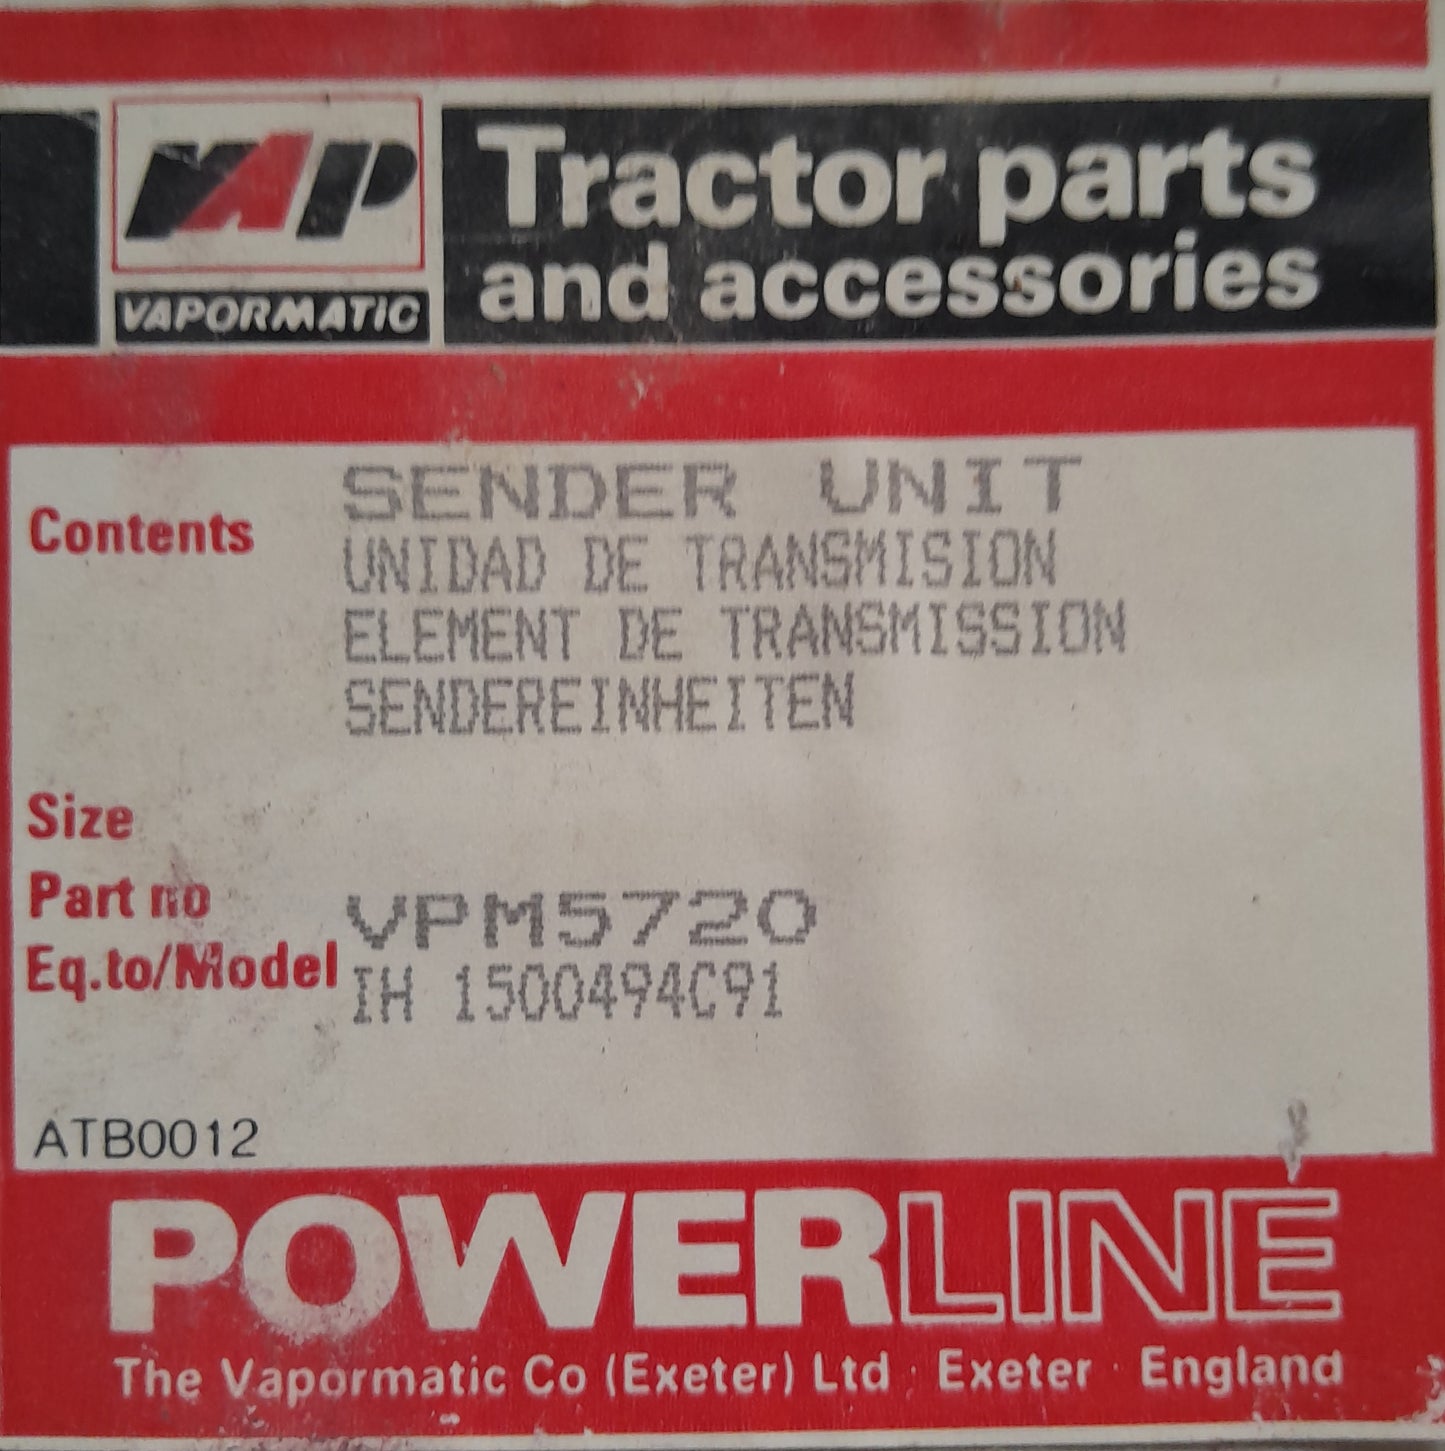 VAP
VAPORMATIC
Tractor parts
and accessories
Contents
SENDER UNIT
UNIDAD DE TRANSMISION
ELEMENT DE TRANSMISSION
SENDEREINHEITEN
Size
Part no VPM5720
Eq.to/Model IH 1500494C91
ATB0012
POWERLINE
The Vapormatic Co (Exeter) Ltd · Exeter · England